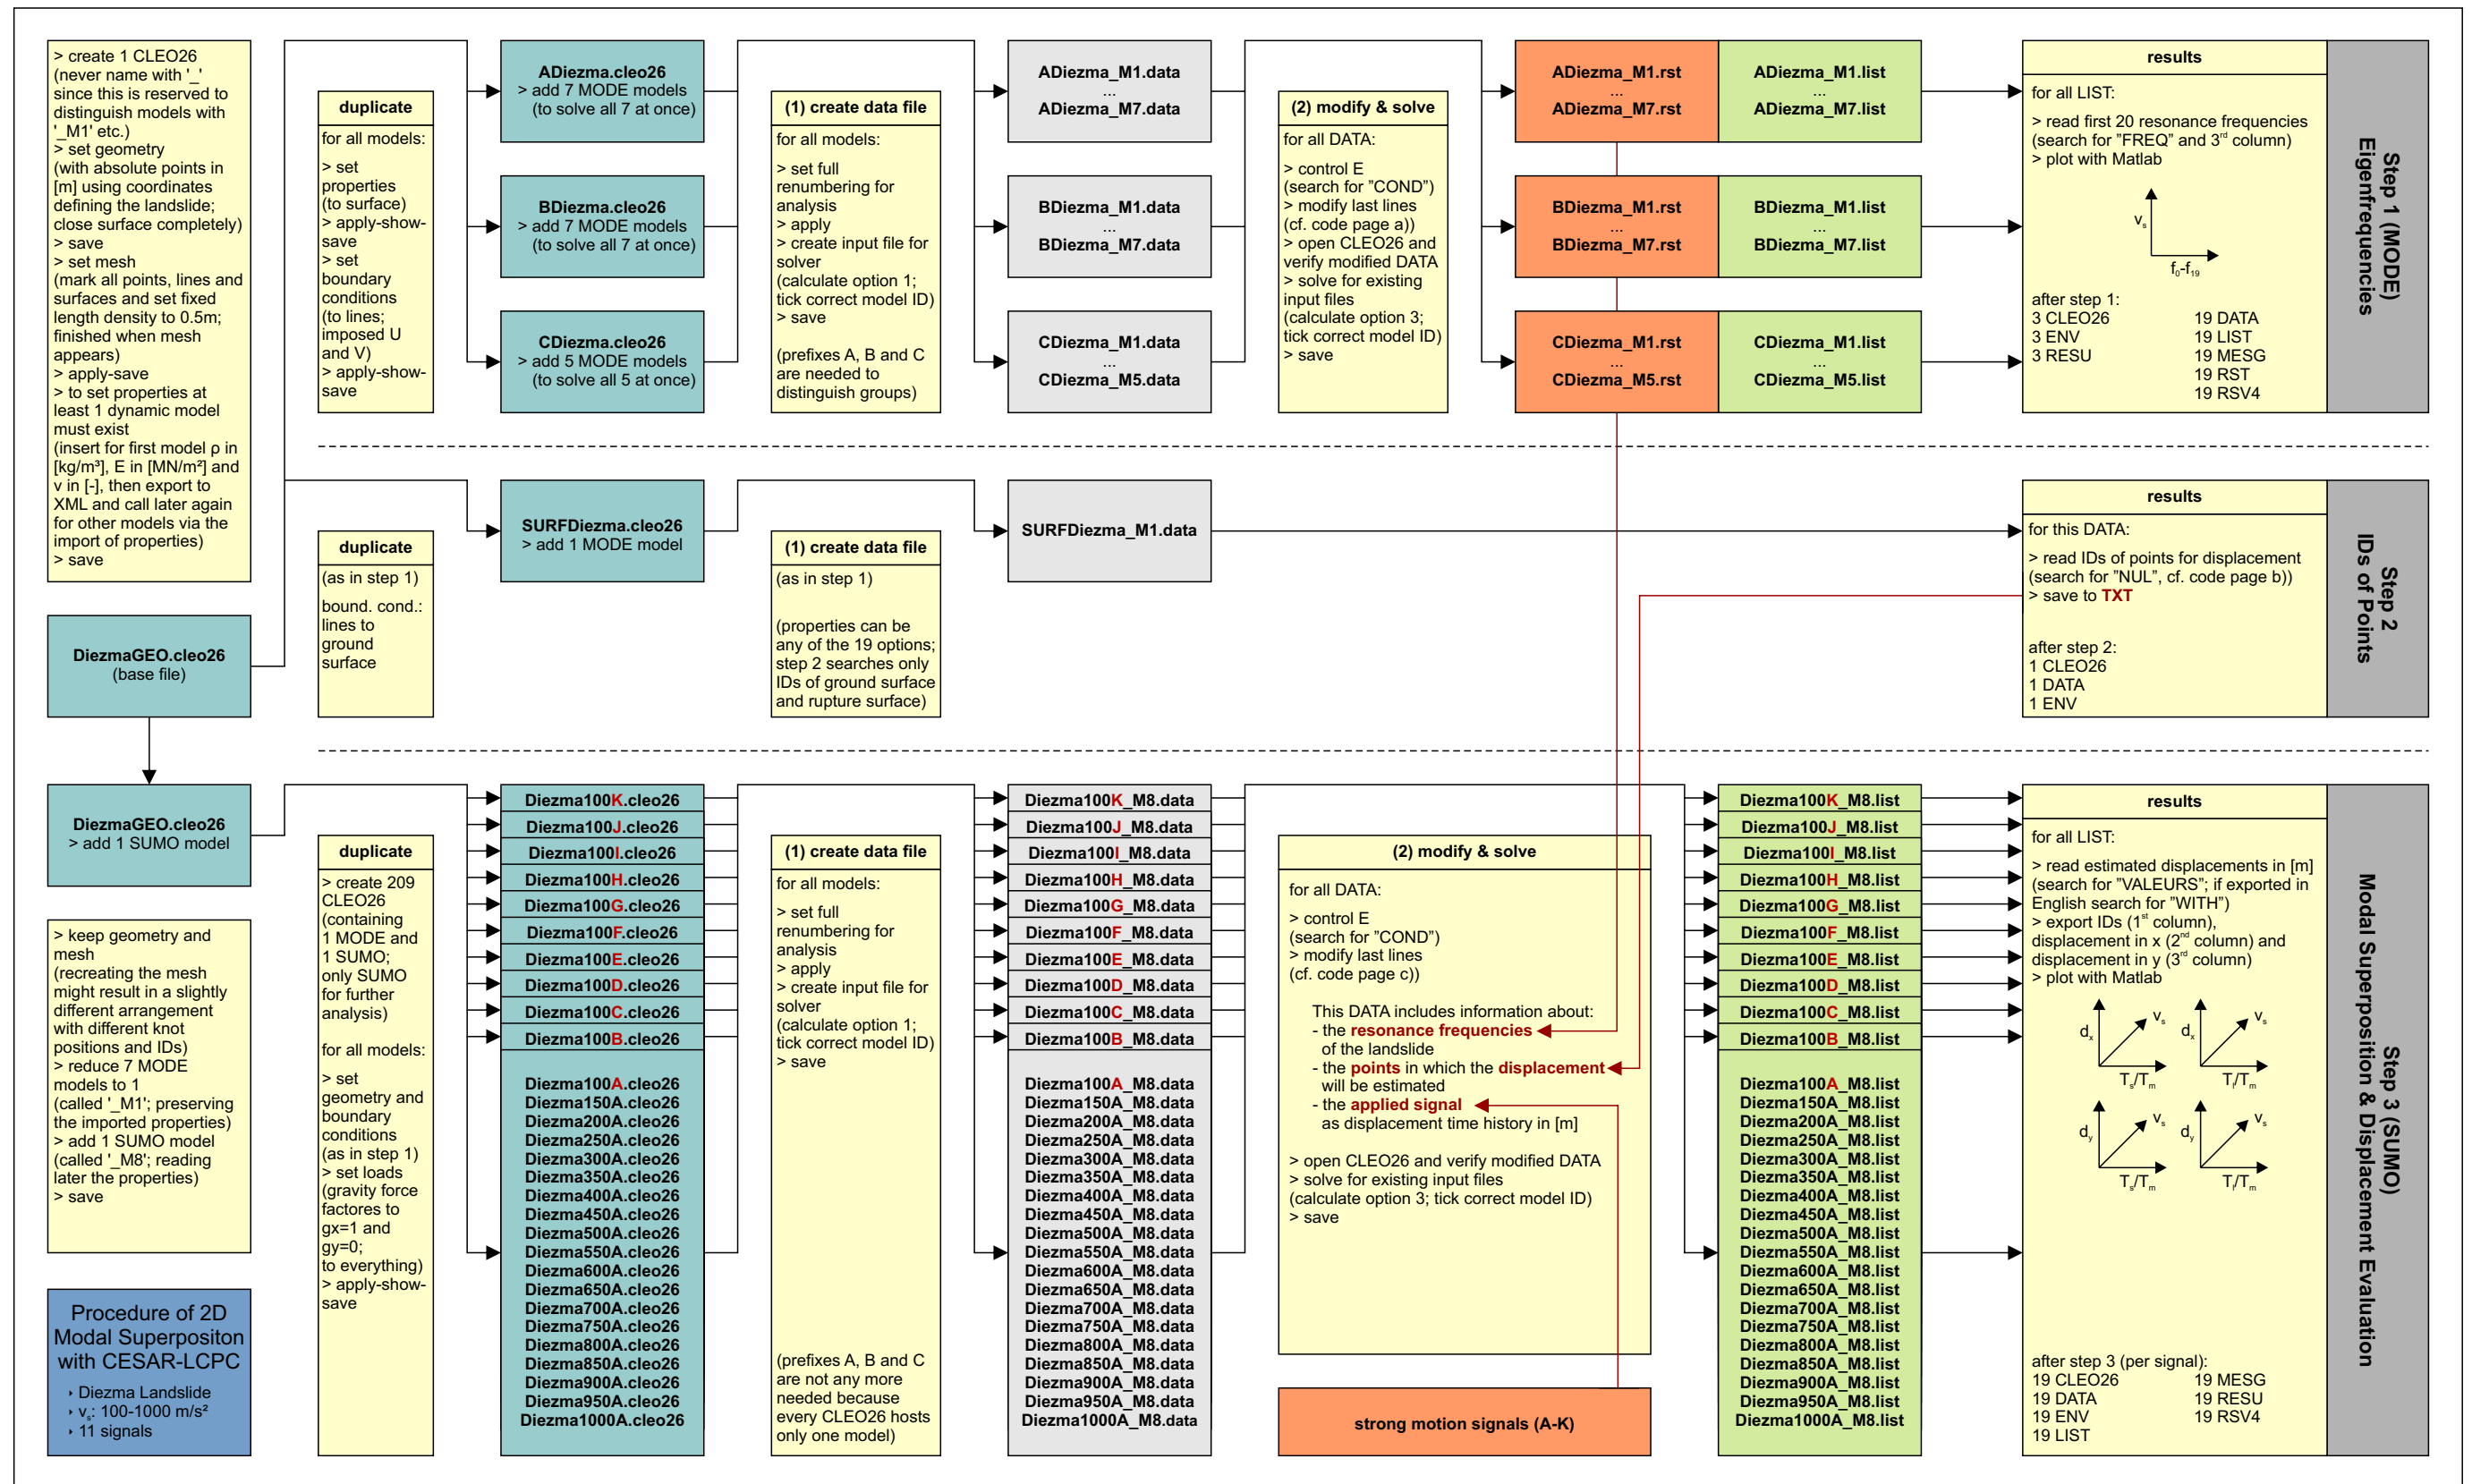 > create 1 CLEO26
(never name with '_'
since this is reserved to
distinguish models with
'_M1' etc.)
> set geometry
(with absolute points in
[m] using coordinates
defining the landslide;
close surface completely)
> save
> set mesh
(mark all points, lines and
surfaces and set fixed
length density to 0.5m;
finished when mesh
appears)
> apply-save
> to set properties at
least 1 dynamic model
must exist
(insert for first model ρ in
[kg/m³], E in [MN/m²] and
v in [-], then export to
XML and call later again
for other models via the
import of properties)
> save
DiezmaGEO.cleo26
(base file)
duplicate
for all models:
> set
properties
(to surface)
> apply-show-
save
> set
boundary
conditions
(to lines;
imposed U
and V)
> apply-show-
save
ADiezma.cleo26
> add 7 MODE models
(to solve all 7 at once)
BDiezma.cleo26
> add 7 MODE models
(to solve all 7 at once)
CDiezma.cleo26
> add 5 MODE models
(to solve all 5 at once)
(1) create data file
for all models:
> set full
renumbering for
analysis
> apply
> create input file for
solver
(calculate option 1;
tick correct model ID)
> save
(prefixes A, B and C
are needed to
distinguish groups)
ADiezma_M1.data
...
ADiezma_M7.data
BDiezma_M1.data
...
BDiezma_M7.data
CDiezma_M1.data
...
CDiezma_M5.data
(2) modify & solve
for all DATA:
> control E
(search for ”COND”)
> modify last lines
(cf. code page a))
> open CLEO26 and
verify modified DATA
> solve for existing
input files
(calculate option 3;
tick correct model ID)
> save
ADiezma_M1.rst
...
ADiezma_M7.rst
BDiezma_M1.rst
...
BDiezma_M7.rst
CDiezma_M1.rst
...
CDiezma_M5.rst
ADiezma_M1.list
...
ADiezma_M7.list
BDiezma_M1.list
...
BDiezma_M7.list
CDiezma_M1.list
...
CDiezma_M5.list
results
for all LIST:
> read first 20 resonance frequencies
(search for ”FREQ” and 3rd column)
> plot with Matlab
vs
f0-f19
after step 1:
3 CLEO26 19 DATA
3 ENV 19 LIST
3 RESU 19 MESG
19 RST
19 RSV4
Step 1 (MODE)
Eigenfrequencies
duplicate
(as in step 1)
bound. cond.:
lines to
ground
surface
SURFDiezma.cleo26
> add 1 MODE model
(1) create data file
(as in step 1)
(properties can be
any of the 19 options;
step 2 searches only
IDs of ground surface
and rupture surface)
SURFDiezma_M1.data
results
for this DATA:
> read IDs of points for displacement
(search for ”NUL”, cf. code page b))
> save to TXT
after step 2:
1 CLEO26
1 DATA
1 ENV
Step 2
IDs of Points
DiezmaGEO.cleo26
> add 1 SUMO model
> keep geometry and
mesh
(recreating the mesh
might result in a slightly
different arrangement
with different knot
positions and IDs)
> reduce 7 MODE
models to 1
(called '_M1'; preserving
the imported properties)
> add 1 SUMO model
(called '_M8'; reading
later the properties)
> save
Procedure of 2D
Modal Superpositon
with CESAR-LCPC
‣ Diezma Landslide
‣ vs: 100-1000 m/s²
‣ 11 signals
duplicate
> create 209
CLEO26
(containing
1 MODE and
1 SUMO;
only SUMO
for further
analysis)
for all models:
> set
geometry and
boundary
conditions
(as in step 1)
> set loads
(gravity force
factores to
gx=1 and
gy=0;
to everything)
> apply-show-
save
Diezma100K.cleo26
Diezma100J.cleo26
Diezma100I.cleo26
Diezma100H.cleo26
Diezma100G.cleo26
Diezma100F.cleo26
Diezma100E.cleo26
Diezma100D.cleo26
Diezma100C.cleo26
Diezma100B.cleo26
Diezma100A.cleo26
Diezma150A.cleo26
Diezma200A.cleo26
Diezma250A.cleo26
Diezma300A.cleo26
Diezma350A.cleo26
Diezma400A.cleo26
Diezma450A.cleo26
Diezma500A.cleo26
Diezma550A.cleo26
Diezma600A.cleo26
Diezma650A.cleo26
Diezma700A.cleo26
Diezma750A.cleo26
Diezma800A.cleo26
Diezma850A.cleo26
Diezma900A.cleo26
Diezma950A.cleo26
Diezma1000A.cleo26
(1) create data file
for all models:
> set full
renumbering for
analysis
> apply
> create input file for
solver
(calculate option 1;
tick correct model ID)
> save
(prefixes A, B and C
are not any more
needed because
every CLEO26 hosts
only one model)
Diezma100K_M8.data
Diezma100J_M8.data
Diezma100I_M8.data
Diezma100H_M8.data
Diezma100G_M8.data
Diezma100F_M8.data
Diezma100E_M8.data
Diezma100D_M8.data
Diezma100C_M8.data
Diezma100B_M8.data
Diezma100A_M8.data
Diezma150A_M8.data
Diezma200A_M8.data
Diezma250A_M8.data
Diezma300A_M8.data
Diezma350A_M8.data
Diezma400A_M8.data
Diezma450A_M8.data
Diezma500A_M8.data
Diezma550A_M8.data
Diezma600A_M8.data
Diezma650A_M8.data
Diezma700A_M8.data
Diezma750A_M8.data
Diezma800A_M8.data
Diezma850A_M8.data
Diezma900A_M8.data
Diezma950A_M8.data
Diezma1000A_M8.data
(2) modify & solve
for all DATA:
> control E
(search for ”COND”)
> modify last lines
(cf. code page c))
This DATA includes information about:
- the resonance frequencies
of the landslide
- the points in which the displacement
will be estimated
- the applied signal
as displacement time history in [m]
> open CLEO26 and verify modified DATA
> solve for existing input files
(calculate option 3; tick correct model ID)
> save
strong motion signals (A-K)
Diezma100K_M8.list
Diezma100J_M8.list
Diezma100I_M8.list
Diezma100H_M8.list
Diezma100G_M8.list
Diezma100F_M8.list
Diezma100E_M8.list
Diezma100D_M8.list
Diezma100C_M8.list
Diezma100B_M8.list
Diezma100A_M8.list
Diezma150A_M8.list
Diezma200A_M8.list
Diezma250A_M8.list
Diezma300A_M8.list
Diezma350A_M8.list
Diezma400A_M8.list
Diezma450A_M8.list
Diezma500A_M8.list
Diezma550A_M8.list
Diezma600A_M8.list
Diezma650A_M8.list
Diezma700A_M8.list
Diezma750A_M8.list
Diezma800A_M8.list
Diezma850A_M8.list
Diezma900A_M8.list
Diezma950A_M8.list
Diezma1000A_M8.list
results
for all LIST:
> read estimated displacements in [m]
(search for ”VALEURS”; if exported in
English search for ”WITH”)
> export IDs (1st column),
displacement in x (2nd column) and
displacement in y (3rd column)
> plot with Matlab
dx vs dx vs
Ts/Tm Tl/Tm
dy vs dy vs
Ts/Tm Tl/Tm
after step 3 (per signal):
19 CLEO26 19 MESG
19 DATA 19 RESU
19 ENV 19 RSV4
19 LIST
Step 3 (SUMO)
Modal Superposition & Displacement Evaluation